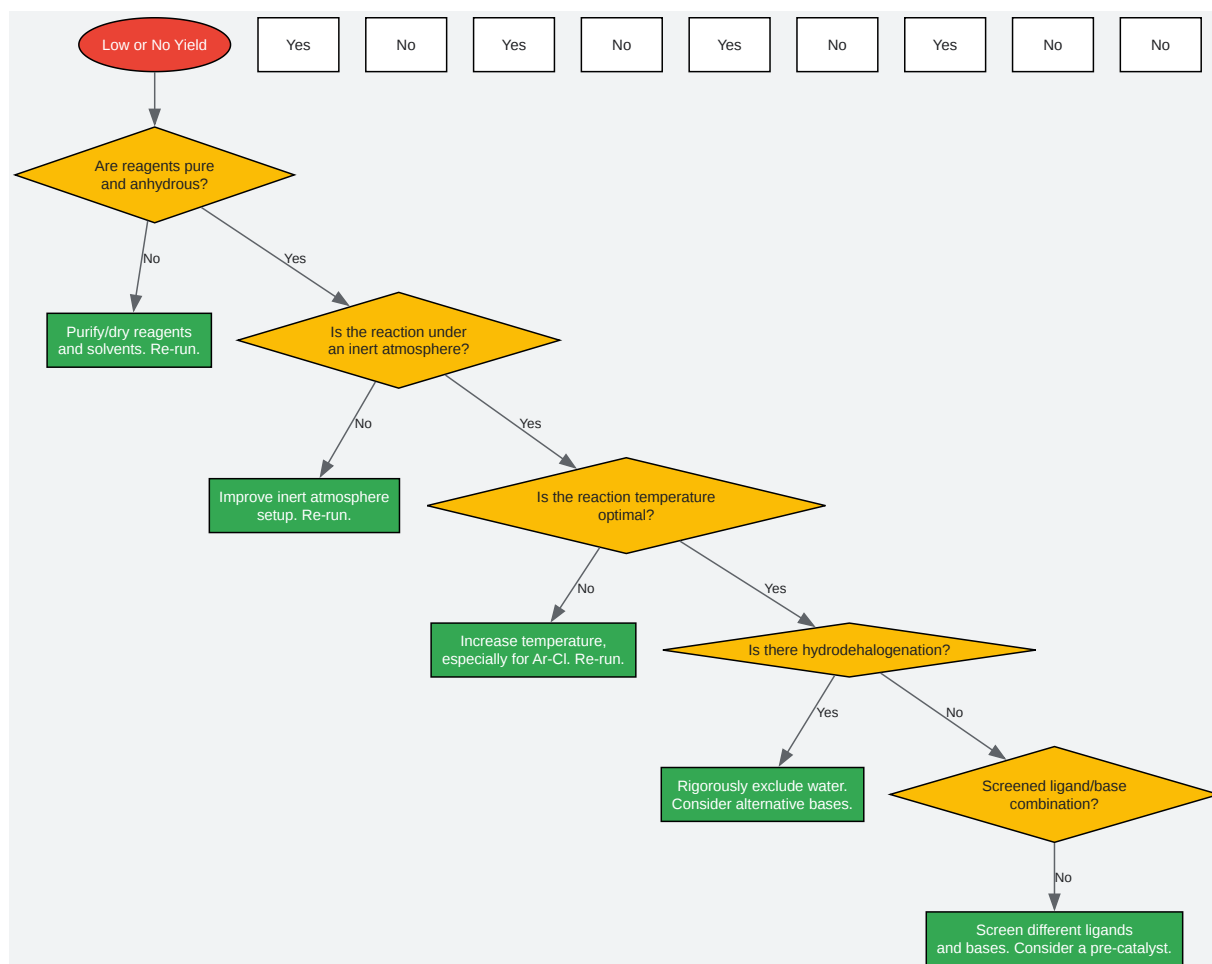 Low or No Yield
Yes
No
Yes
No
Yes
No
Yes
No
No
Are reagents pure
and anhydrous?
No
Yes
Purify/dry reagents
and solvents. Re-run.
Is the reaction under
an inert atmosphere?
No
Yes
Improve inert atmosphere
setup. Re-run.
Is the reaction temperature
optimal?
No
Yes
Increase temperature,
especially for Ar-Cl. Re-run.
Is there hydrodehalogenation?
Yes
No
Rigorously exclude water.
Consider alternative bases.
Screened ligand/base
combination?
No
Screen different ligands
and bases. Consider a pre-catalyst.